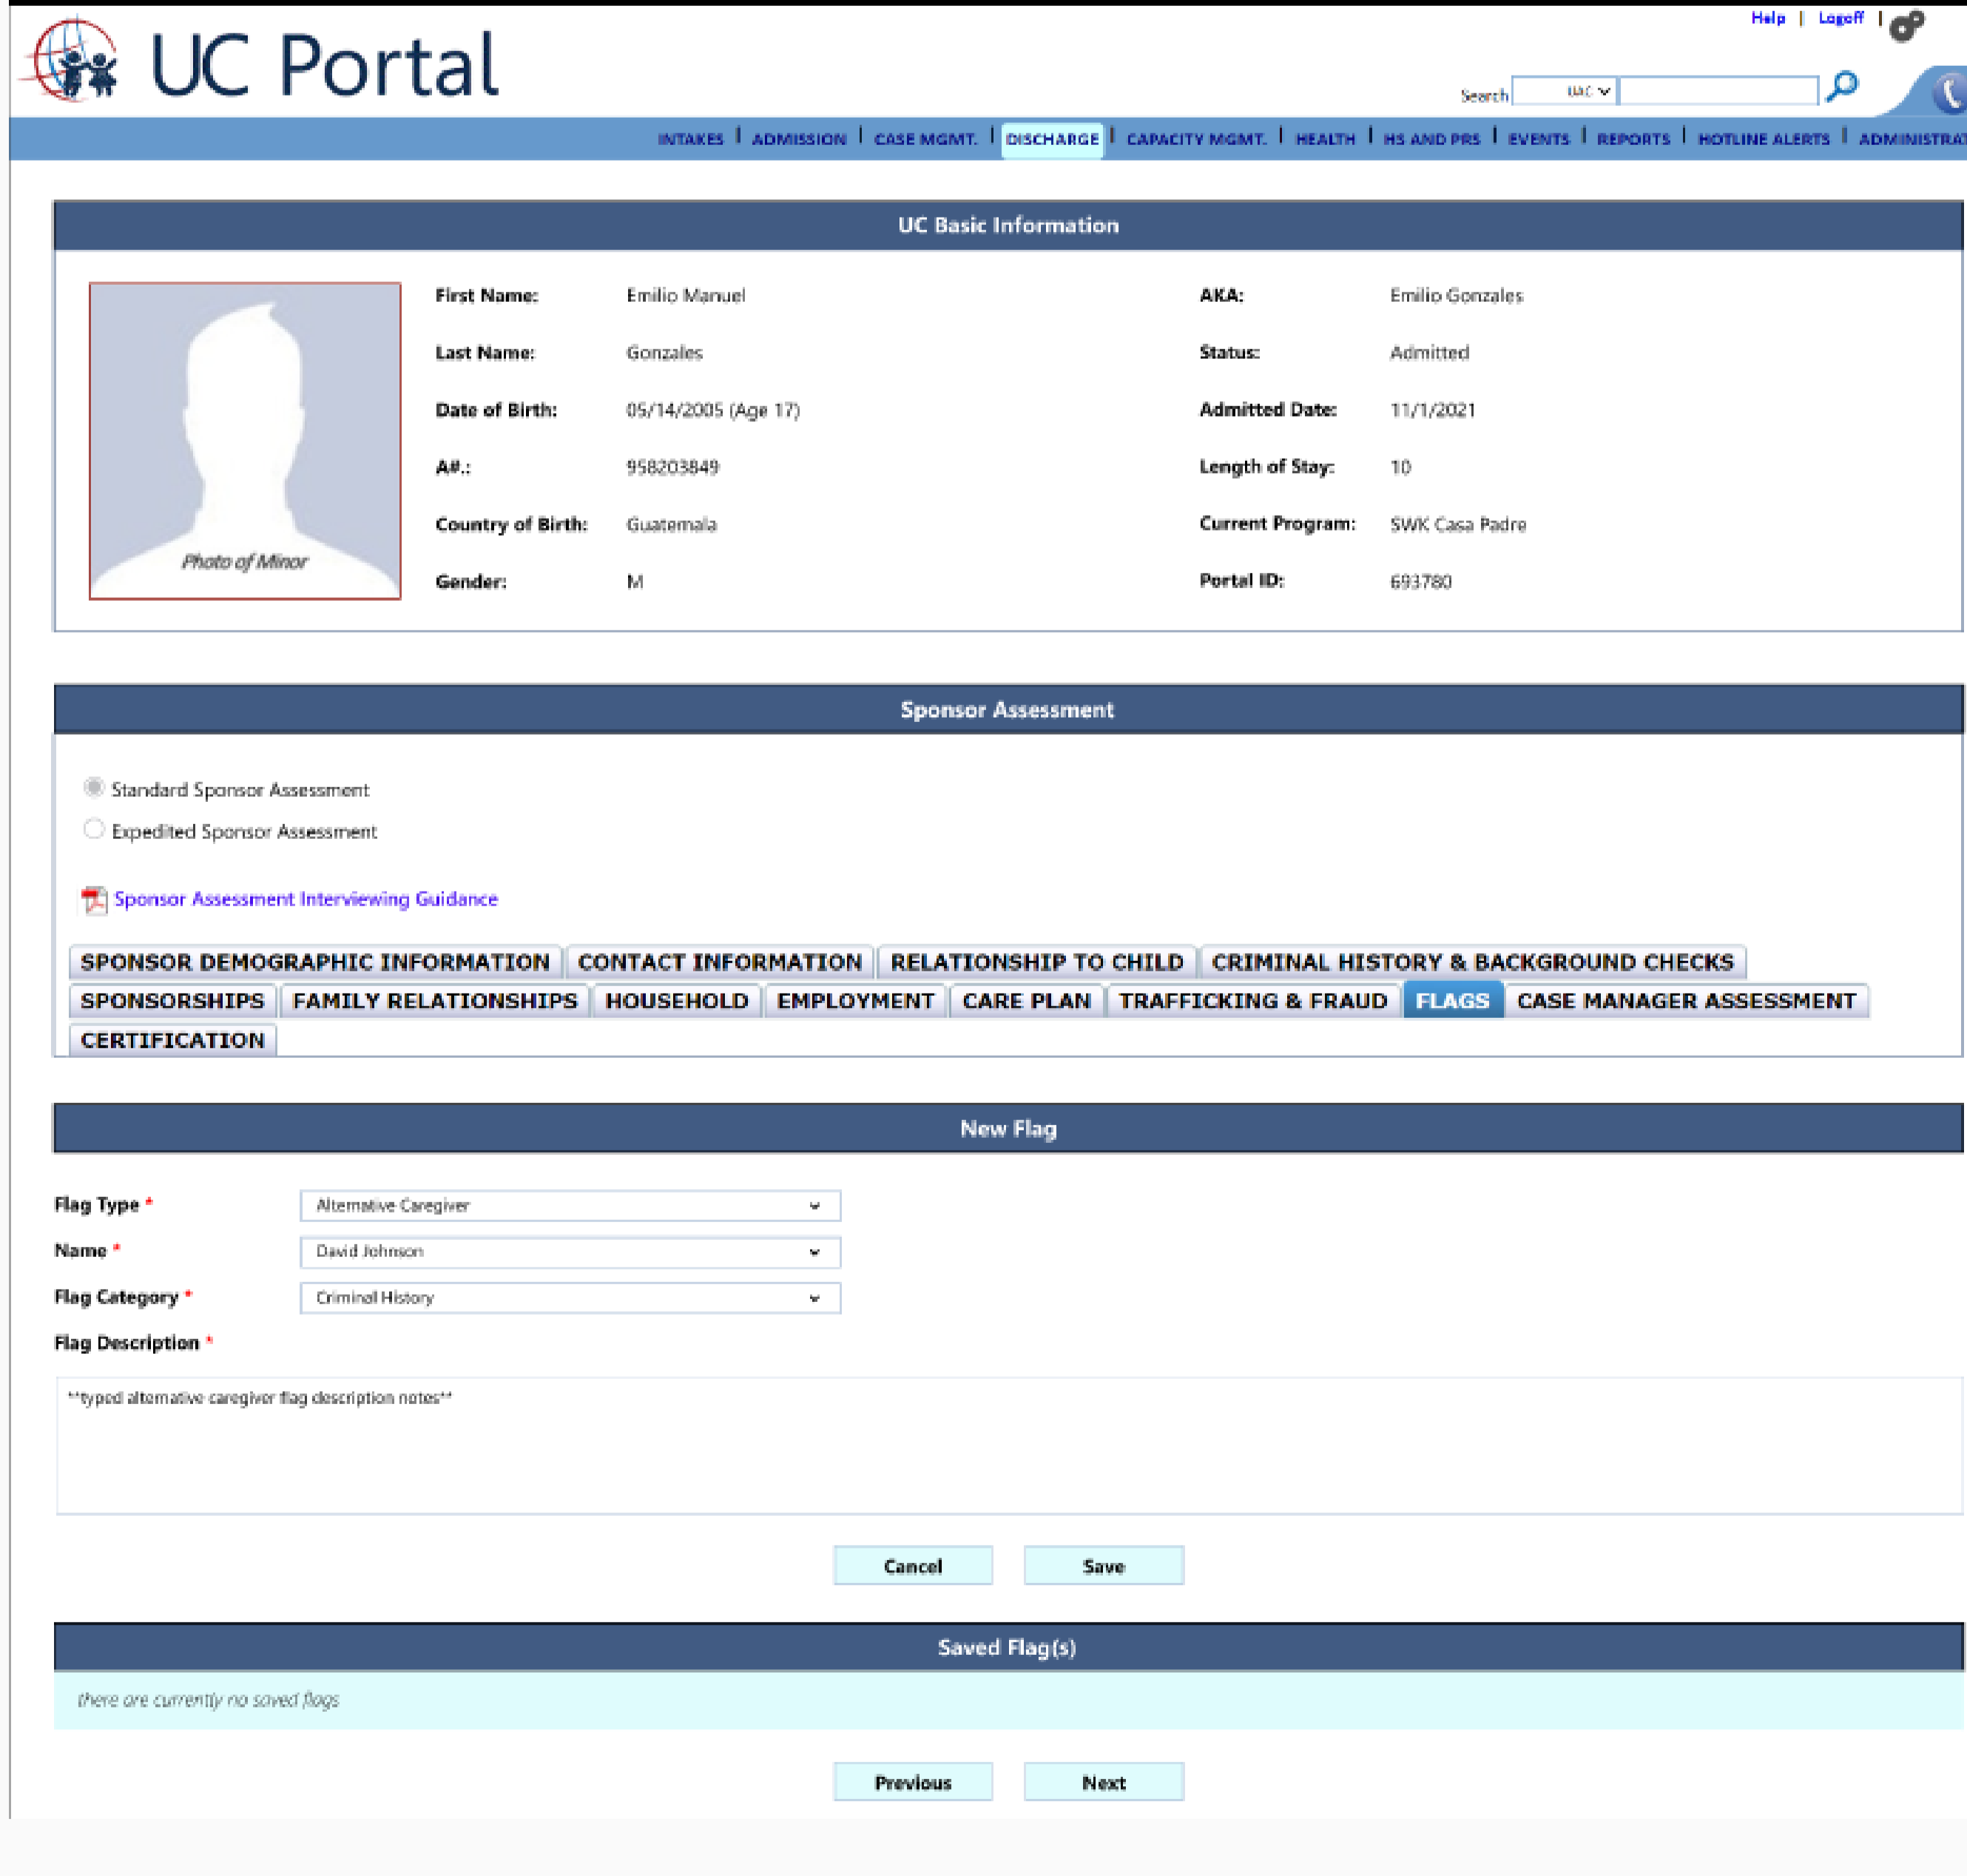 Help | Logoff |
UC Portal
Search UAC
INTAKES | ADMISSION | CASE MGMT. | DISCHARGE | CAPACITY MGMT. | HEALTH | HS AND PRS | EVENTS | REPORTS | HOTLINE ALERTS | ADMINISTRAT
UC Basic Information
First Name: Emilio Manuel AKA: Emilio Gonzales
Last Name: Gonzales Status: Admitted
Date of Birth: 05/14/2005 (Age 17) Admitted Date: 11/1/2021
A#.: 958203849 Length of Stay: 10
Country of Birth: Guatemala Current Program: SWK Casa Padre
Photo of Minor
Gender: M Portal ID: 693780
Sponsor Assessment
Standard Sponsor Assessment
Expedited Sponsor Assessment
Sponsor Assessment Interviewing Guidance
SPONSOR DEMOGRAPHIC INFORMATION CONTACT INFORMATION RELATIONSHIP TO CHILD CRIMINAL HISTORY & BACKGROUND CHECKS
SPONSORSHIPS FAMILY RELATIONSHIPS HOUSEHOLD EMPLOYMENT CARE PLAN TRAFFICKING & FRAUD FLAGS CASE MANAGER ASSESSMENT
CERTIFICATION
New Flag
Flag Type * Alternative Caregiver
Name * David Johnson
Flag Category * Criminal History
Flag Description *
**typed alternative caregiver flag description notes**
Cancel Save
Saved Flag(s)
there are currently no saved flags
Previous Next